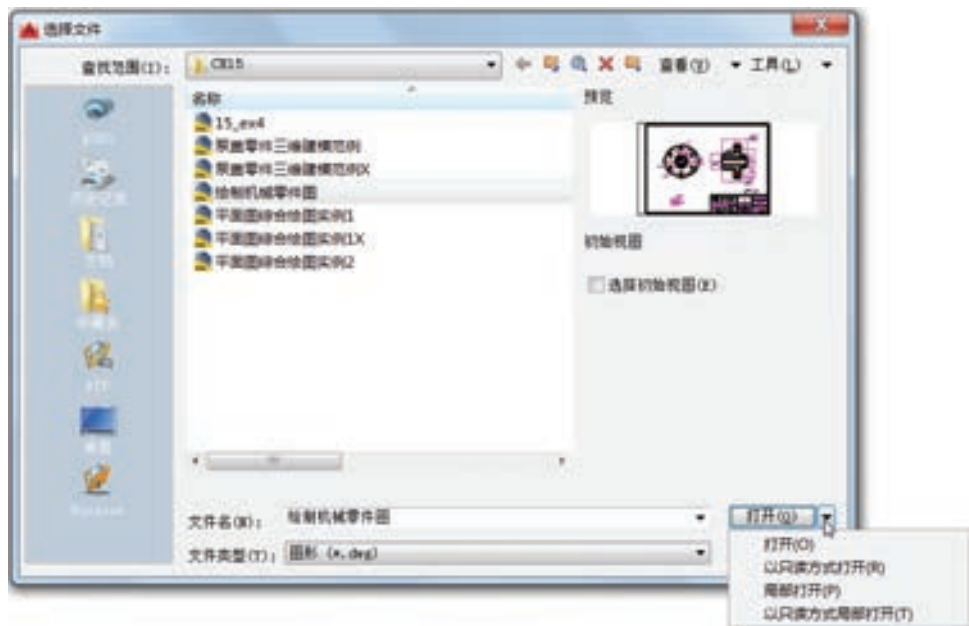 选择文件
查找范围(I): CH15 查看(V) 工具(L)
名称
15_ex4
泵盖零件三维建模范例
泵盖零件三维建模范例X
绘制机械零件图
平面图综合绘图实例1
平面图综合绘图实例1X
平面图综合绘图实例2
预览
初始视图
选择初始视图(E)
文件名(N): 绘制机械零件图 打开(O)
文件类型(T): 图形 (*.dwg)
打开(O)
以只读方式打开(R)
局部打开(P)
以只读方式局部打开(T)